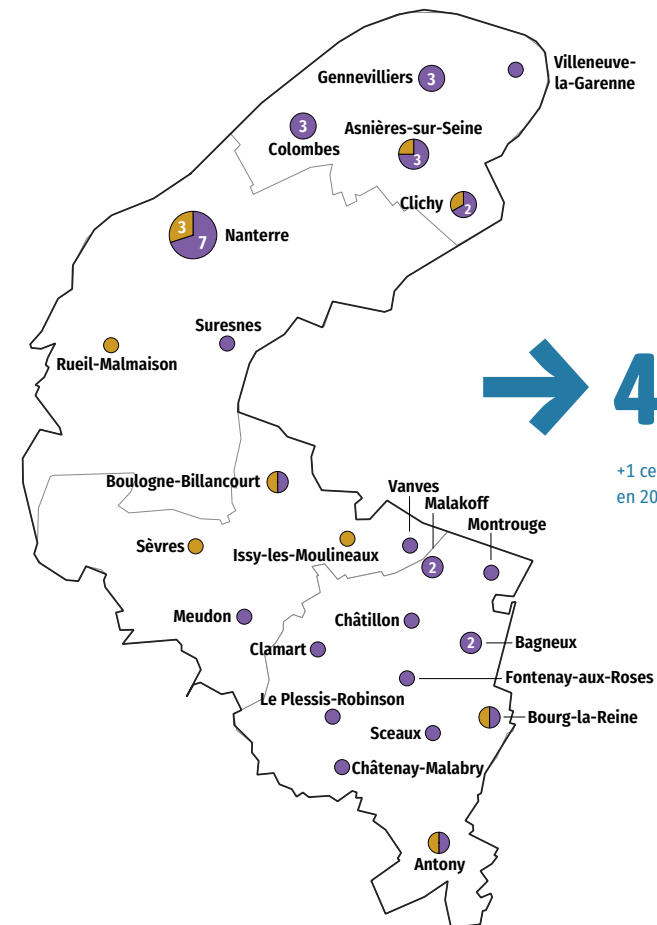 Villeneuve-
la-Garenne
Gennevilliers
3
3
Colombes
Asnières-sur-Seine
3
Clichy
2
3
7
Nanterre
Suresnes
Rueil-Malmaison
4
+1 ce
en 20
Boulogne-Billancourt
Vanves
Malakoff
Montrouge
Sèvres
Issy-les-Moulineaux
2
Meudon
Châtillon
2
Bagneux
Clamart
Fontenay-aux-Roses
Le Plessis-Robinson
Bourg-la-Reine
Sceaux
Châtenay-Malabry
Antony